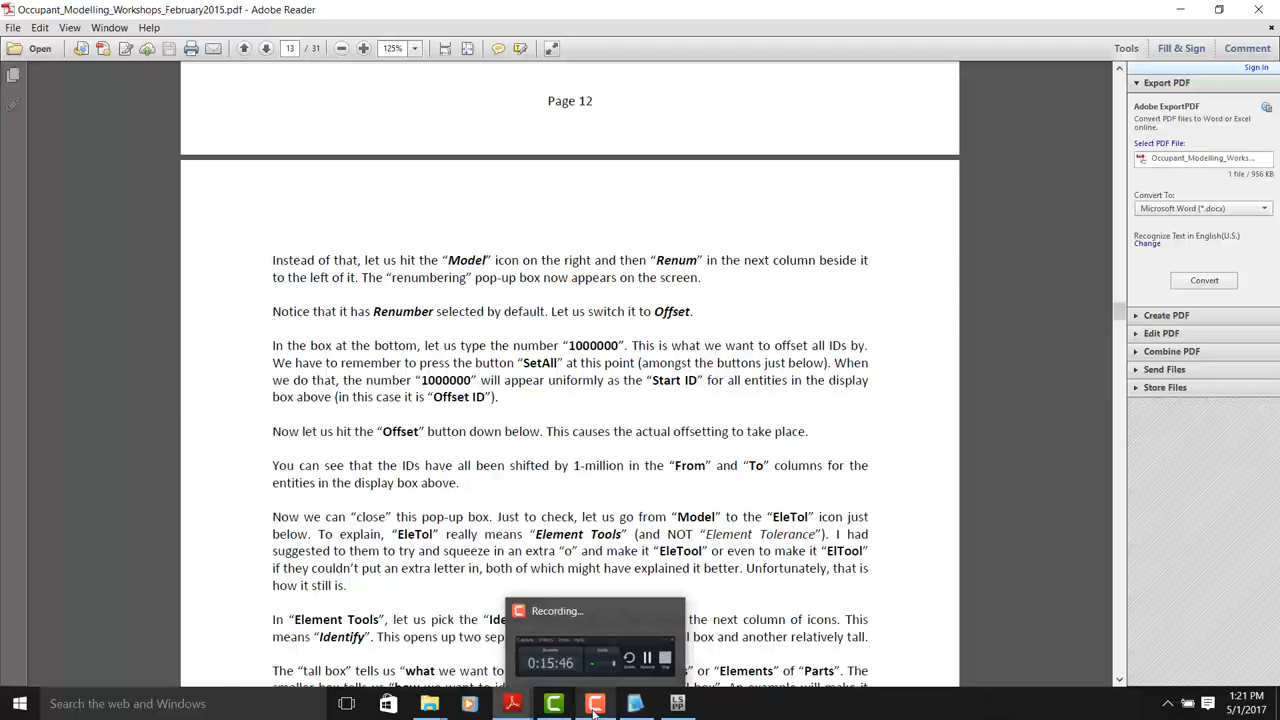 Occupant_Modelling_Workshops_February2015.pdf - Adobe Reader
File Edit View Window Help
Open 13 / 31 125% Tools Fill & Sign Comment
Sign In
Export PDF
Adobe ExportPDF
Convert PDF files to Word or Excel
online.
Select PDF File:
Occupant_Modelling_Works...
1 file / 956 KB
Convert To:
Microsoft Word (*.docx)
Recognize Text in English(U.S.)
Change
Convert
Create PDF
Edit PDF
Combine PDF
Send Files
Store Files
Page 12
Instead of that, let us hit the “Model” icon on the right and then “Renum” in the next column beside it
to the left of it. The “renumbering” pop-up box now appears on the screen.
Notice that it has Renumber selected by default. Let us switch it to Offset.
In the box at the bottom, let us type the number “1000000”. This is what we want to offset all IDs by.
We have to remember to press the button “SetAll” at this point (amongst the buttons just below). When
we do that, the number “1000000” will appear uniformly as the “Start ID” for all entities in the display
box above (in this case it is “Offset ID”).
Now let us hit the “Offset” button down below. This causes the actual offsetting to take place.
You can see that the IDs have all been shifted by 1-million in the “From” and “To” columns for the
entities in the display box above.
Now we can “close” this pop-up box. Just to check, let us go from “Model” to the “EleTol” icon just
below. To explain, “EleTol” really means “Element Tools” (and NOT “Element Tolerance”). I had
suggested to them to try and squeeze in an extra “o” and make it “EleTool” or even to make it “ElTool”
if they couldn’t put an extra letter in, both of which might have explained it better. Unfortunately, that is
how it still is.
In “Element Tools”, let us pick the “Ide the next column of icons. This
means “Identify”. This opens up two sep l box and another relatively tall.
The “tall box” tells us “what we want to s” or “Elements” of “Parts”. The
Recording...
Capture Effects Tools Help
Duration Audio
0:15:46
Delete Pause Stop
Search the web and Windows
LS
PP
1:21 PM
5/1/2017